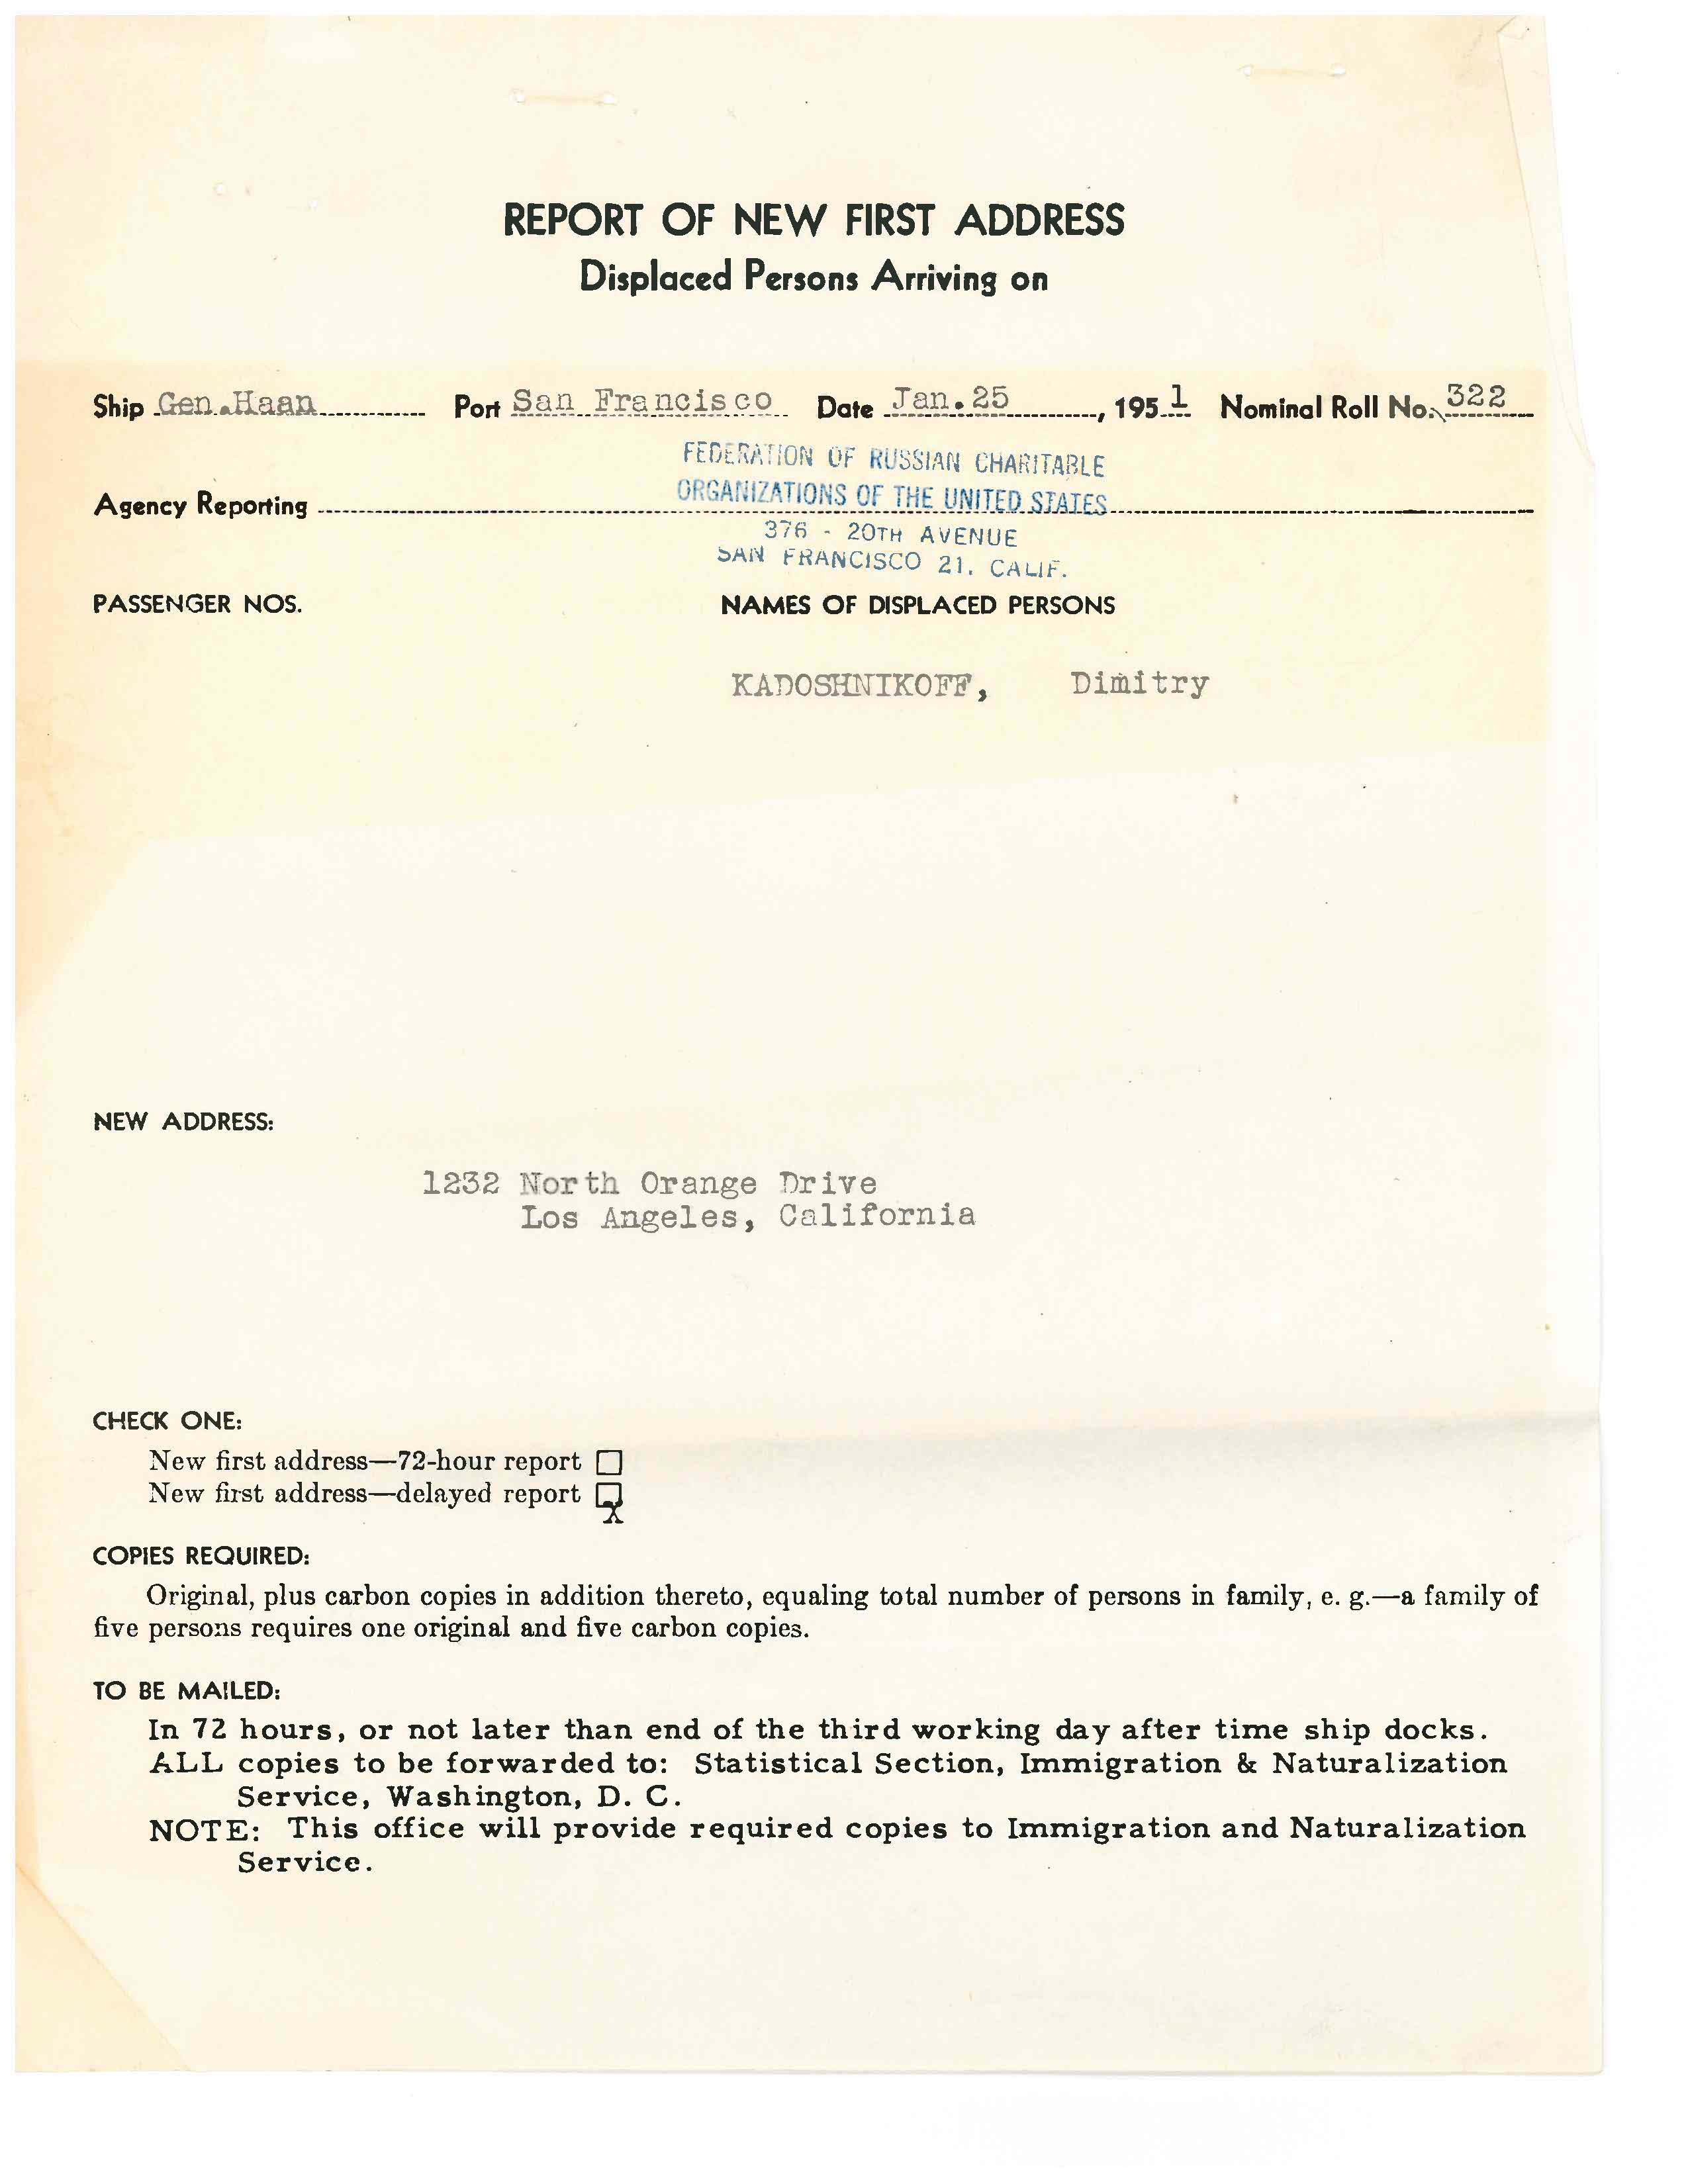 REPORT OF NEW FIRST ADDRESS
Displaced Persons Arriving on
Ship Gen. Haan Port San Francisco Date Jan. 25, 1951 Nominal Roll No. 322
FEDERATION OF RUSSIAN CHARITABLE
Agency Reporting ORGANIZATIONS OF THE UNITED STATES
376 - 20TH AVENUE
SAN FRANCISCO 21, CALIF.
PASSENGER NOS. NAMES OF DISPLACED PERSONS
KADOSHNIKOFF, Dimitry
NEW ADDRESS:
1232 North Orange Drive
Los Angeles, California
CHECK ONE:
New first address—72-hour report ☐
New first address—delayed report ☐ X
COPIES REQUIRED:
Original, plus carbon copies in addition thereto, equaling total number of persons in family, e. g.—a family of
five persons requires one original and five carbon copies.
TO BE MAILED:
In 72 hours, or not later than end of the third working day after time ship docks.
ALL copies to be forwarded to: Statistical Section, Immigration & Naturalization
Service, Washington, D. C.
NOTE: This office will provide required copies to Immigration and Naturalization
Service.